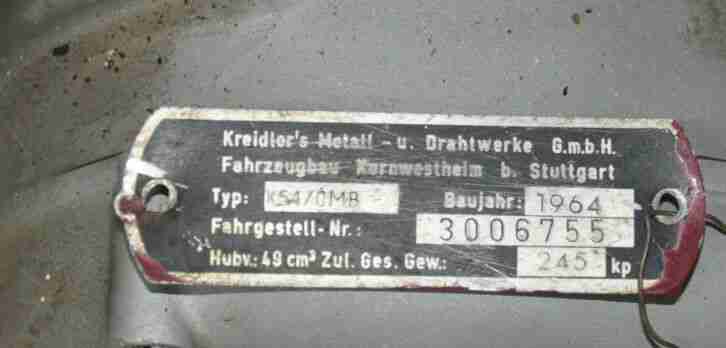 Kreidler's Metall - u. Drahtwerke G.m.b.H.
Fahrzeugbau Kornwestheim b. Stuttgart
Typ: K54/0MB Baujahr: 1964
Fahrgestell-Nr.: 3006755
Hubv.: 49 cm³ Zul. Ges. Gew.: 245 kp